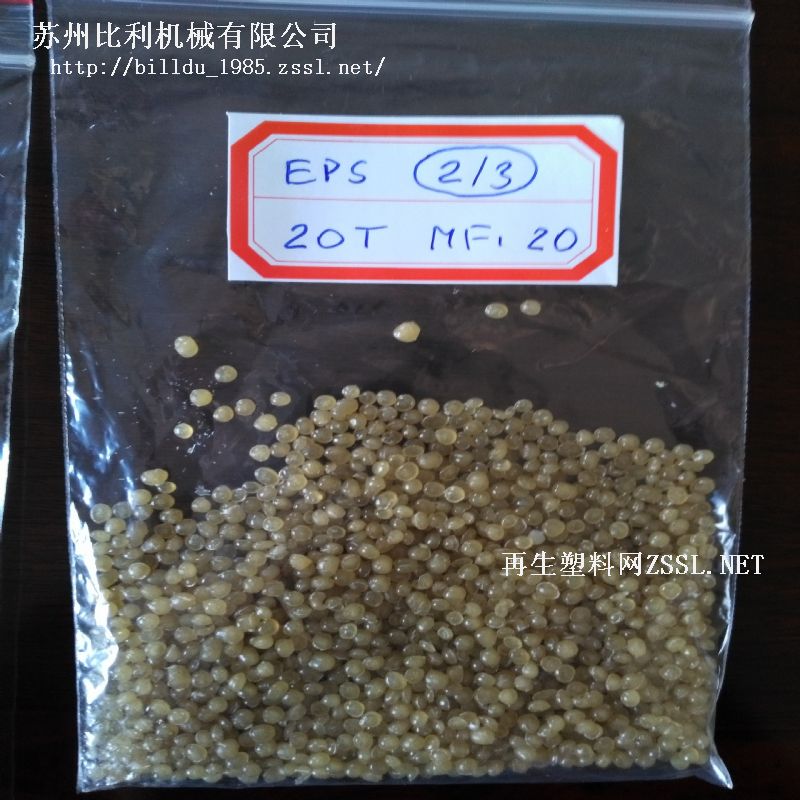 苏州比利机械有限公司
http://billdu_1985.zssl.net/
EPS 2/3
20T MFi 20
再生塑料网ZSSL.NET